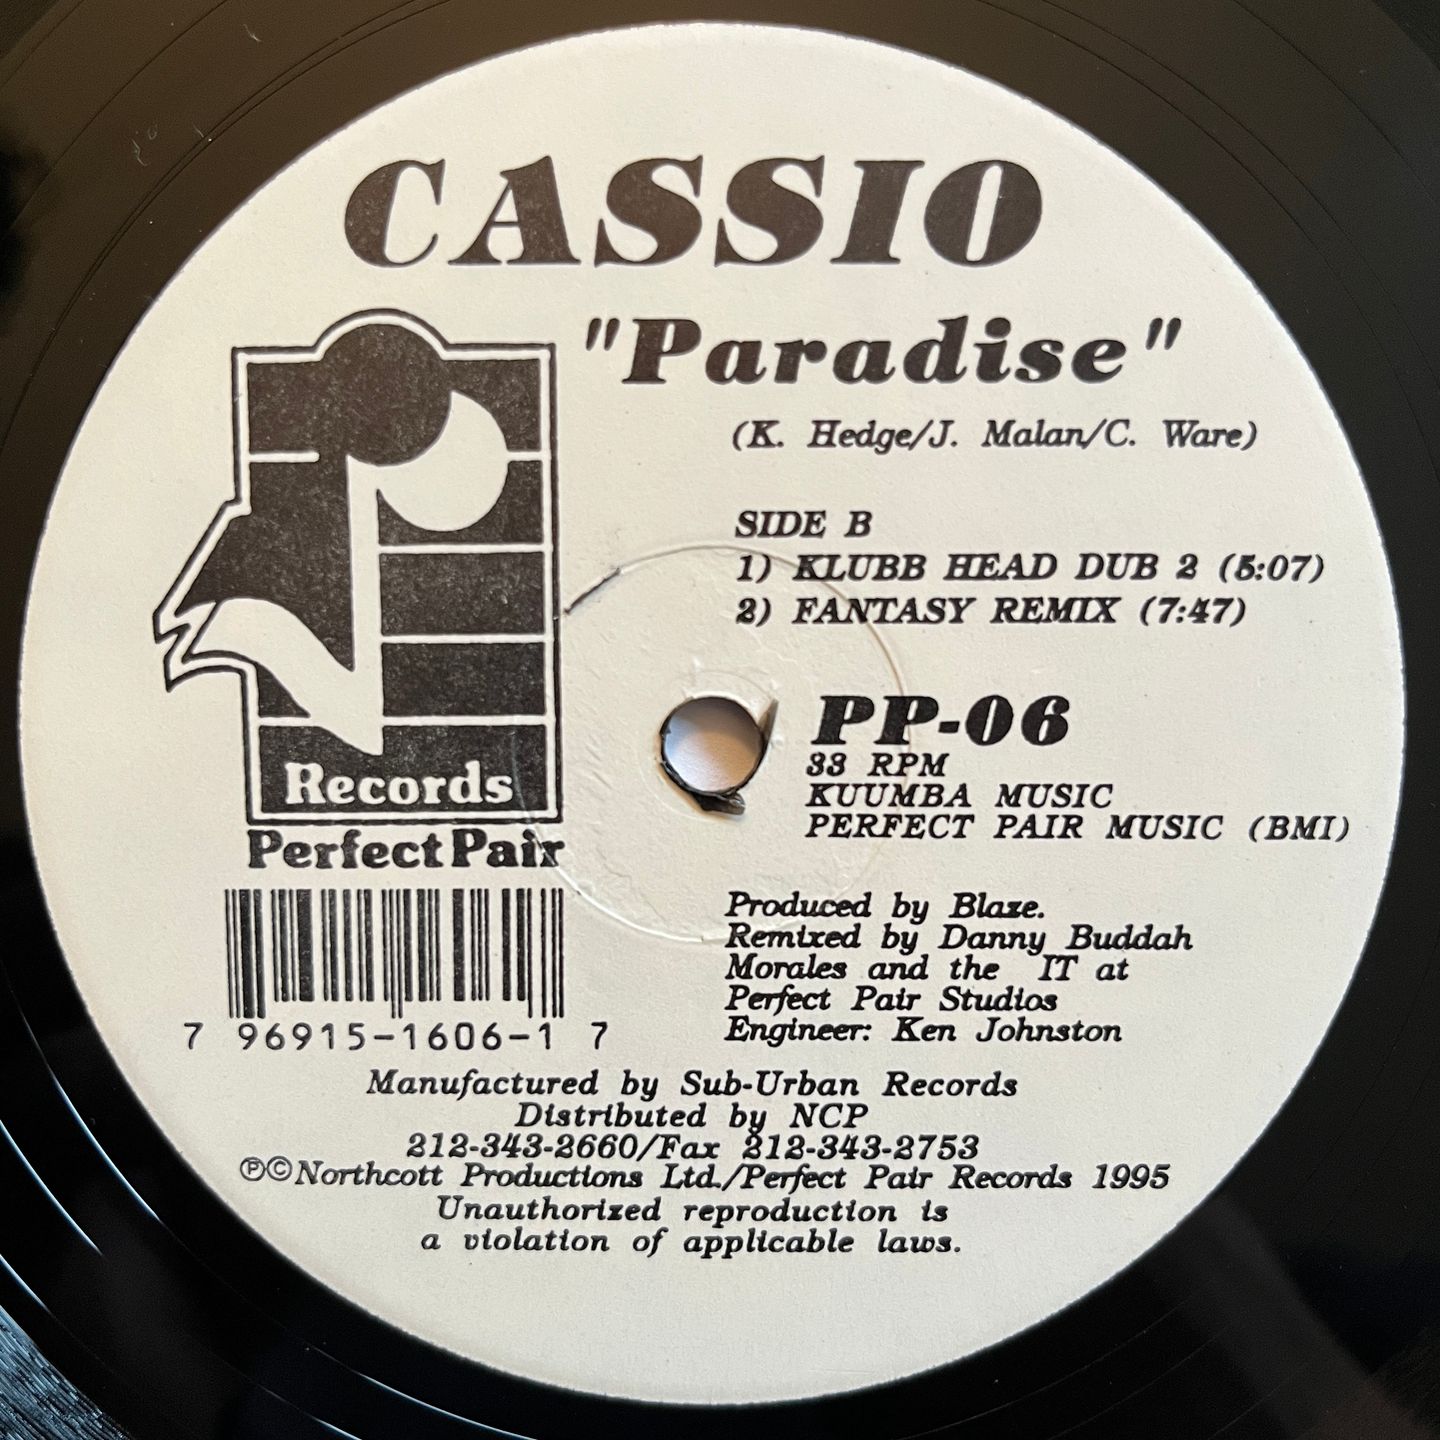 CASSIO
"Paradise"
(K. Hedge/J. Malan/C. Ware)
SIDE B
1) KLUBB HEAD DUB 2 (5:07)
2) FANTASY REMIX (7:47)
PP-06
33 RPM
KUUMBA MUSIC
PERFECT PAIR MUSIC (BMI)
Records
Perfect Pair
7 96915-1606-1 7
Produced by Blaze.
Remixed by Danny Buddah
Morales and the IT at
Perfect Pair Studios
Engineer: Ken Johnston
Manufactured by Sub-Urban Records
Distributed by NCP
212-343-2660/Fax 212-343-2753
℗©Northcott Productions Ltd./Perfect Pair Records 1995
Unauthorized reproduction is
a violation of applicable laws.